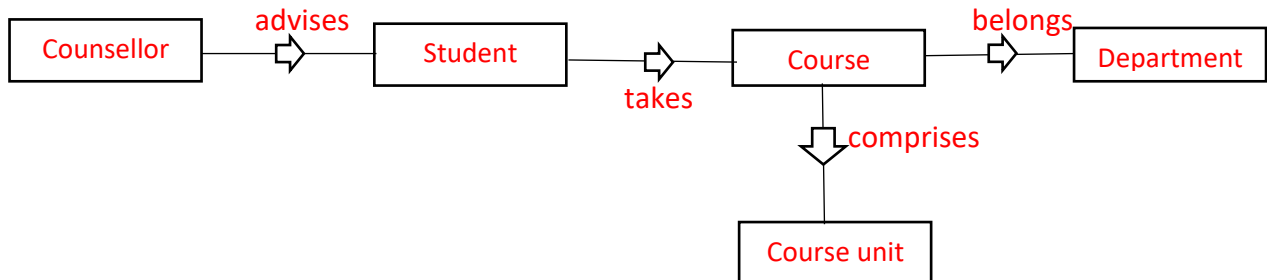 Counsellor
advises
Student
takes
Course
belongs
Department
comprises
Course unit